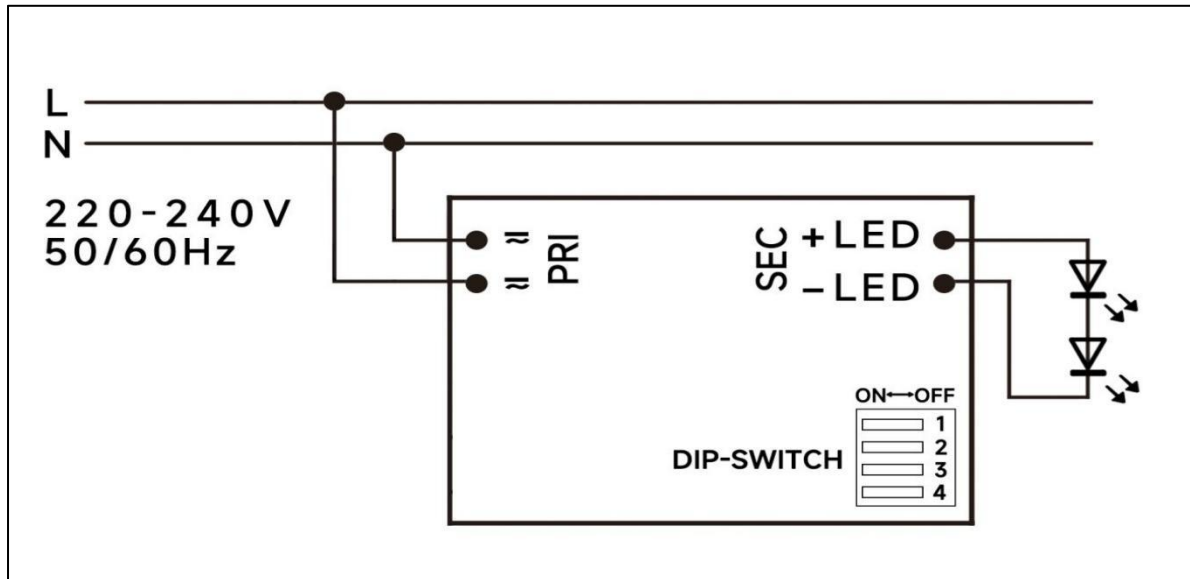 L
N
220-240V
50/60Hz
≂ PRI
≂
SEC +LED
−LED
ON↔OFF
1
2
DIP-SWITCH
3
4